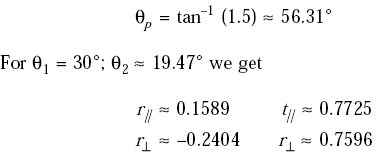 θp = tan⁻¹ (1.5) ≈ 56.31°
For θ1 = 30°; θ2 ≈ 19.47° we get
r// ≈ 0.1589 t// ≈ 0.7725
r⊥ ≈ −0.2404 r⊥ ≈ 0.7596